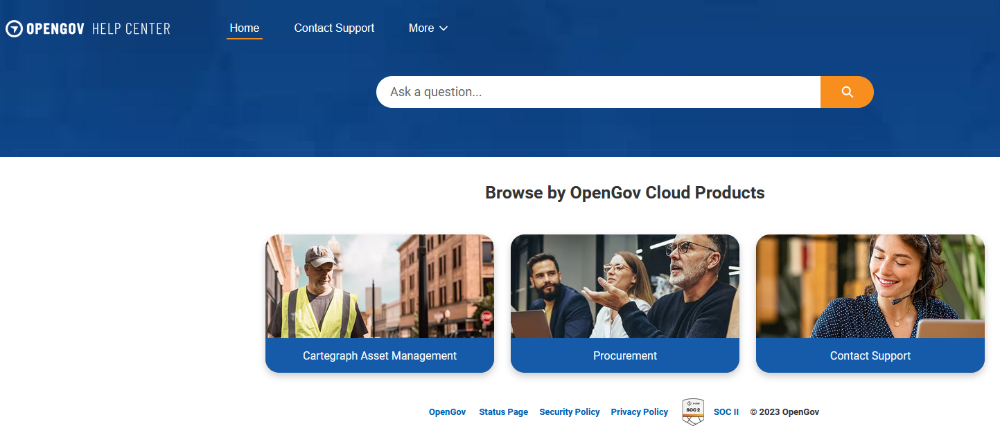 OPENGOV HELP CENTER
Home
Contact Support
More
Ask a question...
Browse by OpenGov Cloud Products
Cartegraph Asset Management
Procurement
Contact Support
OpenGov
Status Page
Security Policy
Privacy Policy
SOC 2
SOC II
© 2023 OpenGov